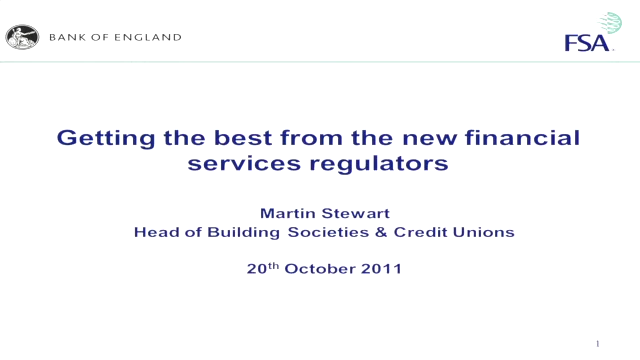 BANK OF ENGLAND
FSA
Getting the best from the new financial
services regulators
Martin Stewart
Head of Building Societies & Credit Unions
20th October 2011
1